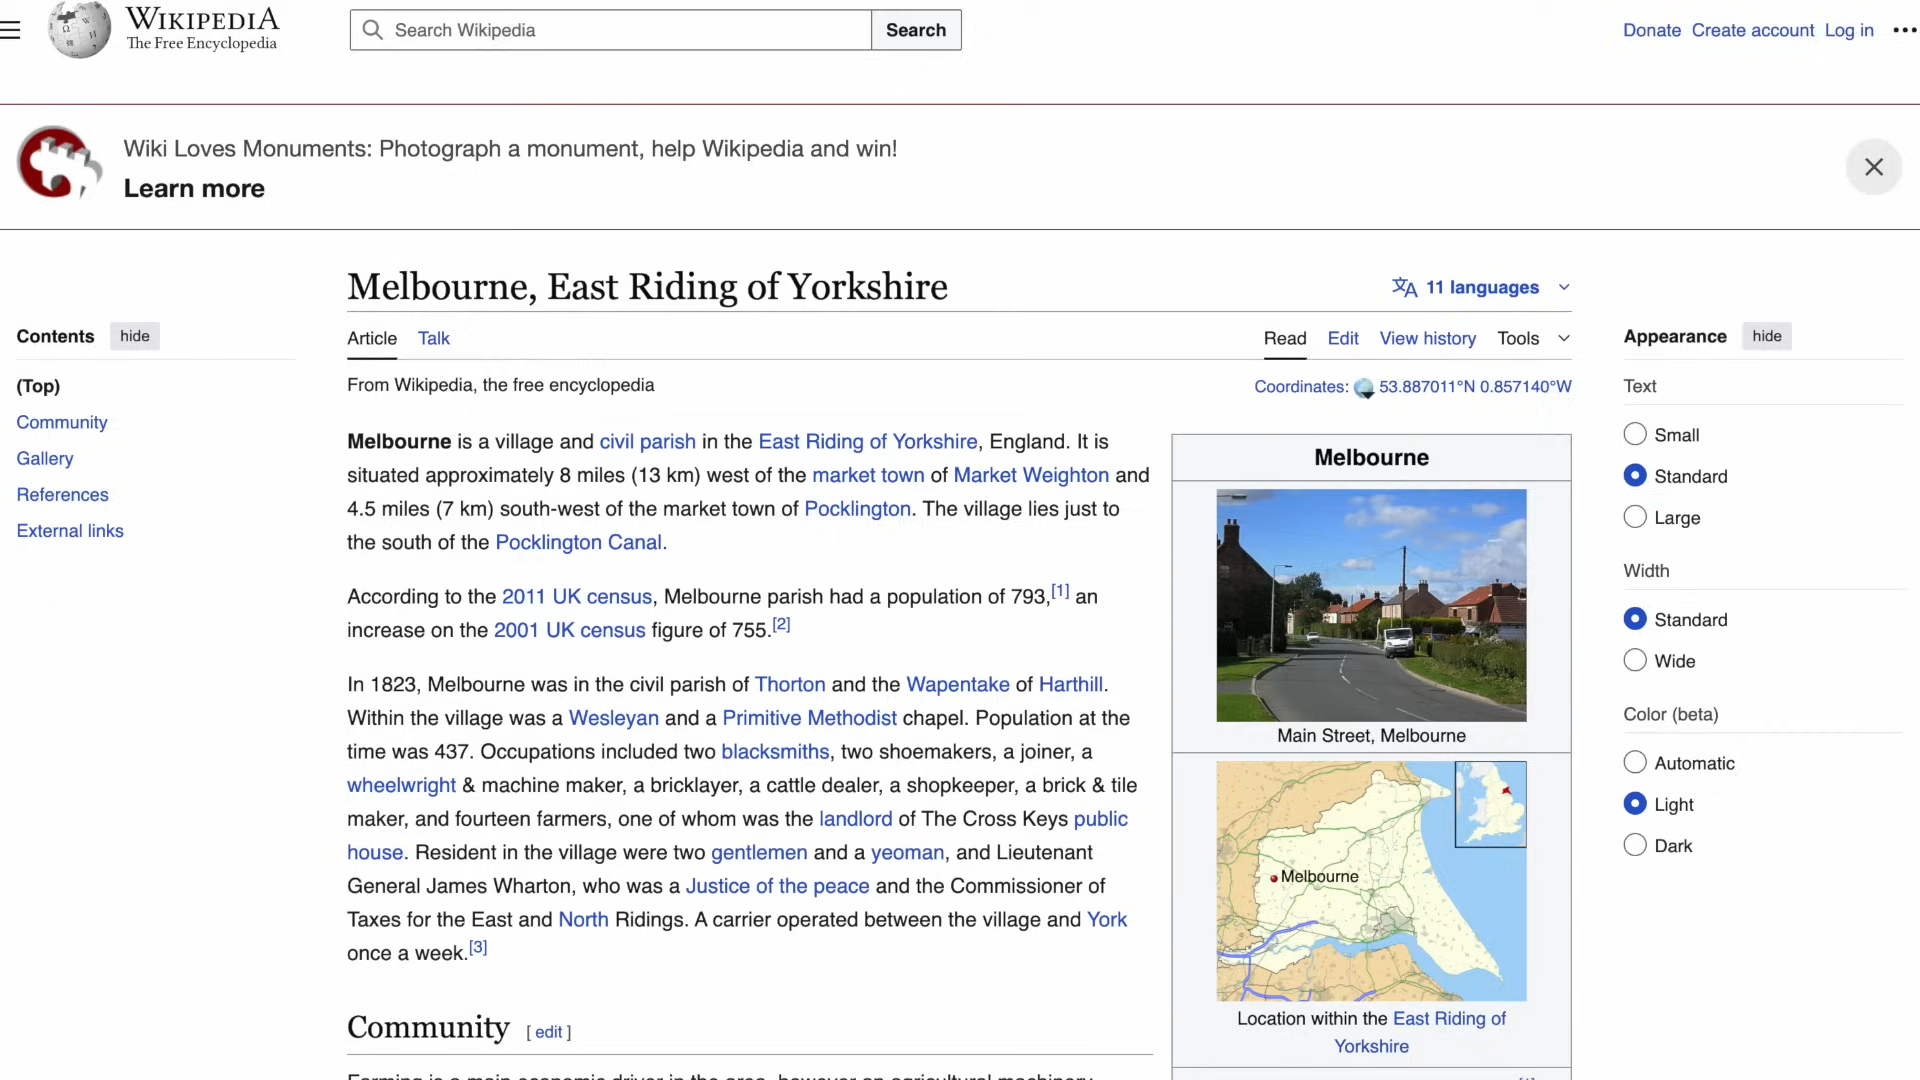 WIKIPEDIA
The Free Encyclopedia
Search Wikipedia
Search
Donate Create account Log in
Wiki Loves Monuments: Photograph a monument, help Wikipedia and win!
Learn more
Melbourne, East Riding of Yorkshire
11 languages
Contents hide
(Top)
Community
Gallery
References
External links
Article Talk
Read Edit View history Tools
From Wikipedia, the free encyclopedia
Coordinates: 53.887011°N 0.857140°W
Melbourne is a village and civil parish in the East Riding of Yorkshire, England. It is
situated approximately 8 miles (13 km) west of the market town of Market Weighton and
4.5 miles (7 km) south-west of the market town of Pocklington. The village lies just to
the south of the Pocklington Canal.
According to the 2011 UK census, Melbourne parish had a population of 793,[1] an
increase on the 2001 UK census figure of 755.[2]
In 1823, Melbourne was in the civil parish of Thorton and the Wapentake of Harthill.
Within the village was a Wesleyan and a Primitive Methodist chapel. Population at the
time was 437. Occupations included two blacksmiths, two shoemakers, a joiner, a
wheelwright & machine maker, a bricklayer, a cattle dealer, a shopkeeper, a brick & tile
maker, and fourteen farmers, one of whom was the landlord of The Cross Keys public
house. Resident in the village were two gentlemen and a yeoman, and Lieutenant
General James Wharton, who was a Justice of the peace and the Commissioner of
Taxes for the East and North Ridings. A carrier operated between the village and York
once a week.[3]
Community [ edit ]
Farming is a main economic driver in the area, however an agricultural machinery
Melbourne
Main Street, Melbourne
Melbourne
Location within the East Riding of
Yorkshire
Appearance hide
Text
Small
Standard
Large
Width
Standard
Wide
Color (beta)
Automatic
Light
Dark